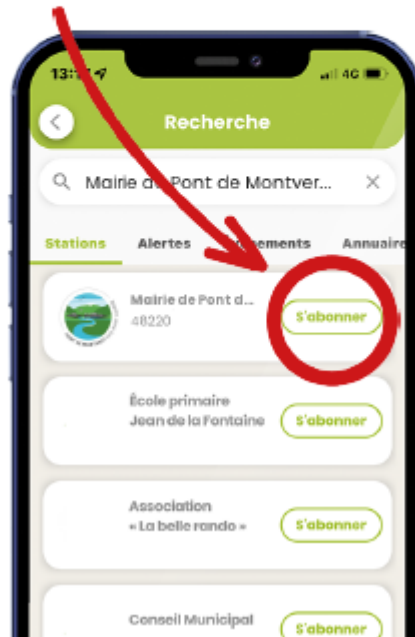 4G
Recherche
Mairie de Pont de Montver...
Stations Alertes Annuaire
Mairie de Pont d...
48220
S'abonner
École primaire
Jean de la Fontaine
S'abonner
Association
« La belle rando »
S'abonner
Conseil Municipal
S'abonner